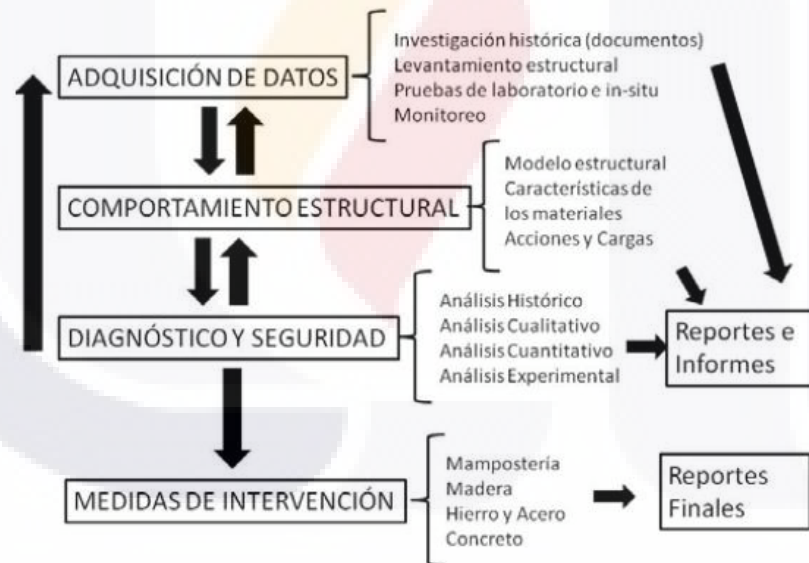 ADQUISICIÓN DE DATOS
Investigación histórica (documentos)
Levantamiento estructural
Pruebas de laboratorio e in-situ
Monitoreo
COMPORTAMIENTO ESTRUCTURAL
Modelo estructural
Características de
los materiales
Acciones y Cargas
DIAGNÓSTICO Y SEGURIDAD
Análisis Histórico
Análisis Cualitativo
Análisis Cuantitativo
Análisis Experimental
Reportes e
Informes
MEDIDAS DE INTERVENCIÓN
Mampostería
Madera
Hierro y Acero
Concreto
Reportes
Finales